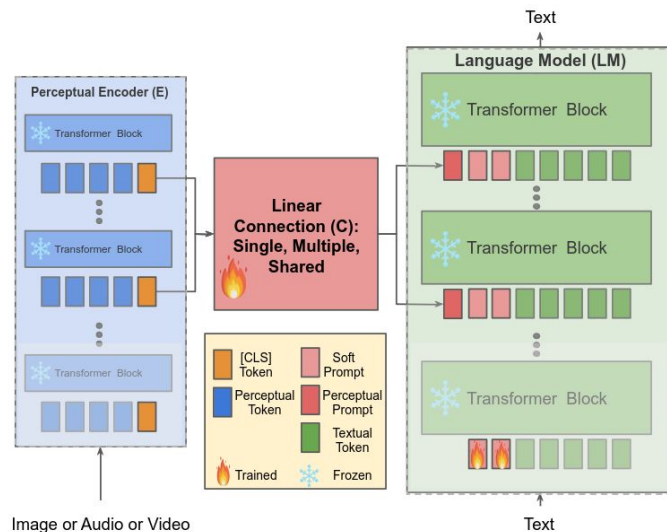 Text
Perceptual Encoder (E)
Transformer Block
Transformer Block
Transformer Block
Image or Audio or Video
Linear
Connection (C):
Single, Multiple,
Shared
[CLS]
Token
Soft
Prompt
Perceptual
Token
Perceptual
Prompt
Textual
Token
Trained
Frozen
Language Model (LM)
Transformer Block
Transformer Block
Transformer Block
Text